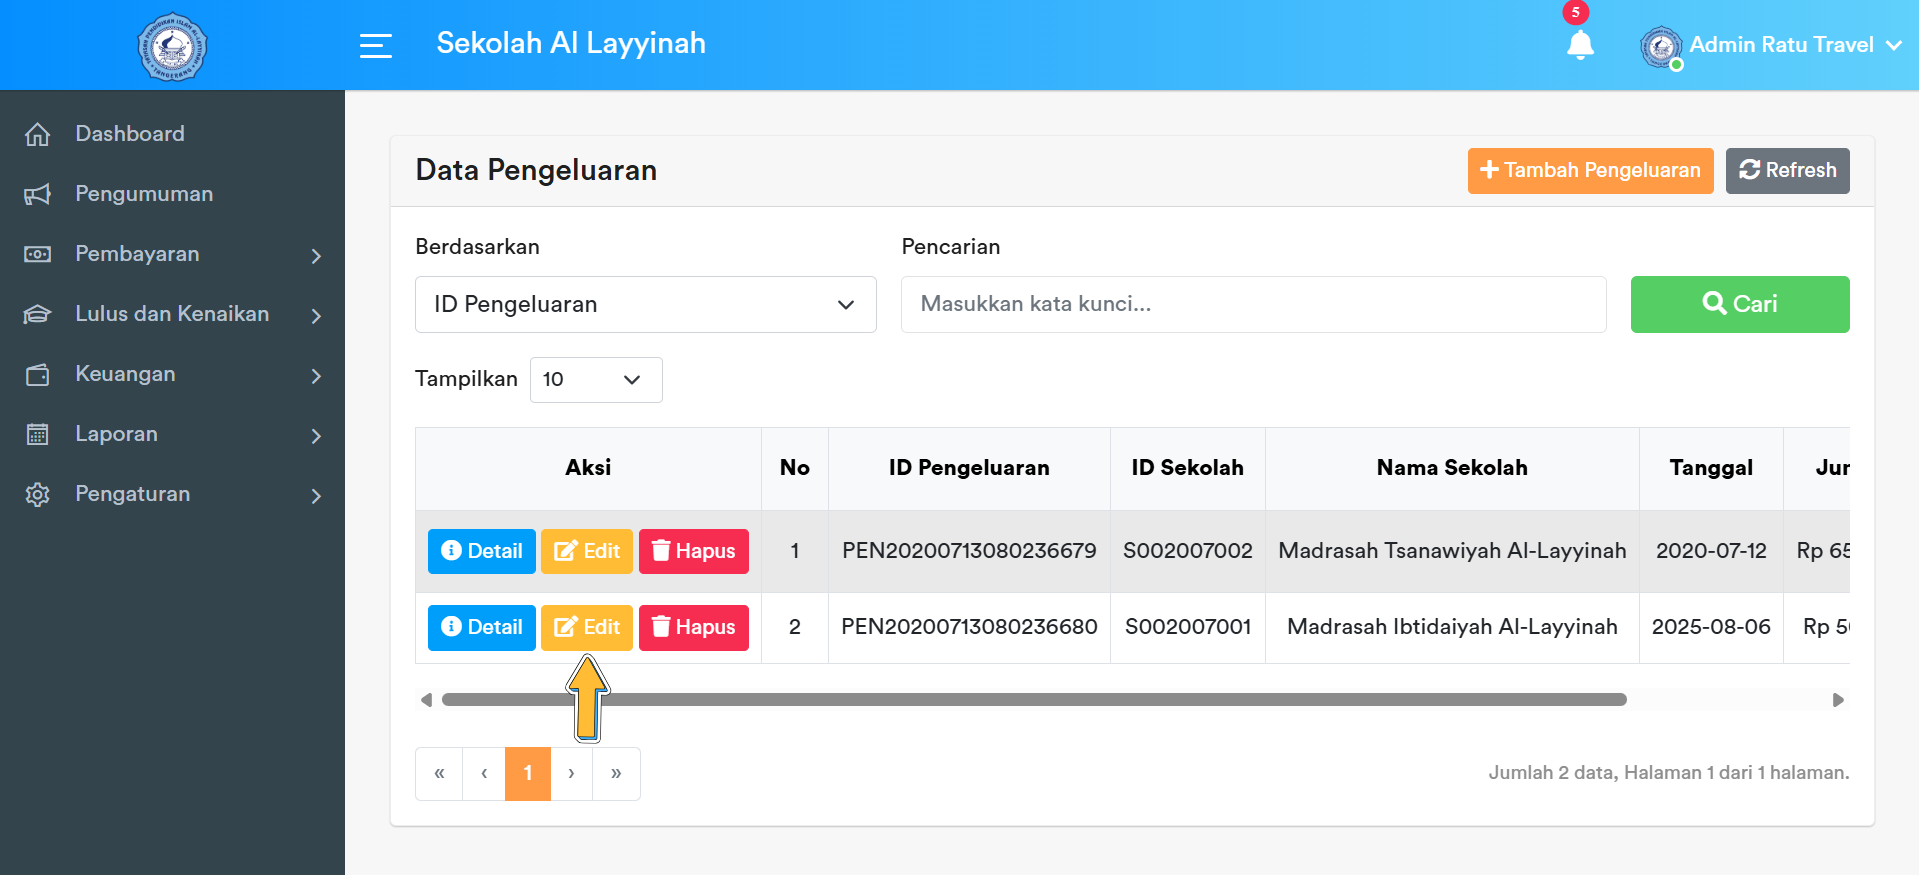 Sekolah Al Layyinah
5
Admin Ratu Travel
Dashboard
Pengumuman
Pembayaran
Lulus dan Kenaikan
Keuangan
Laporan
Pengaturan
Data Pengeluaran
Tambah Pengeluaran
Refresh
Berdasarkan
Pencarian
ID Pengeluaran
Masukkan kata kunci...
Cari
Tampilkan 10
Aksi No ID Pengeluaran ID Sekolah Nama Sekolah Tanggal Jur
Detail Edit Hapus 1 PEN20200713080236679 S002007002 Madrasah Tsanawiyah Al-Layyinah 2020-07-12 Rp 65
Detail Edit Hapus 2 PEN20200713080236680 S002007001 Madrasah Ibtidaiyah Al-Layyinah 2025-08-06 Rp 50
« ‹ 1 › »
Jumlah 2 data, Halaman 1 dari 1 halaman.